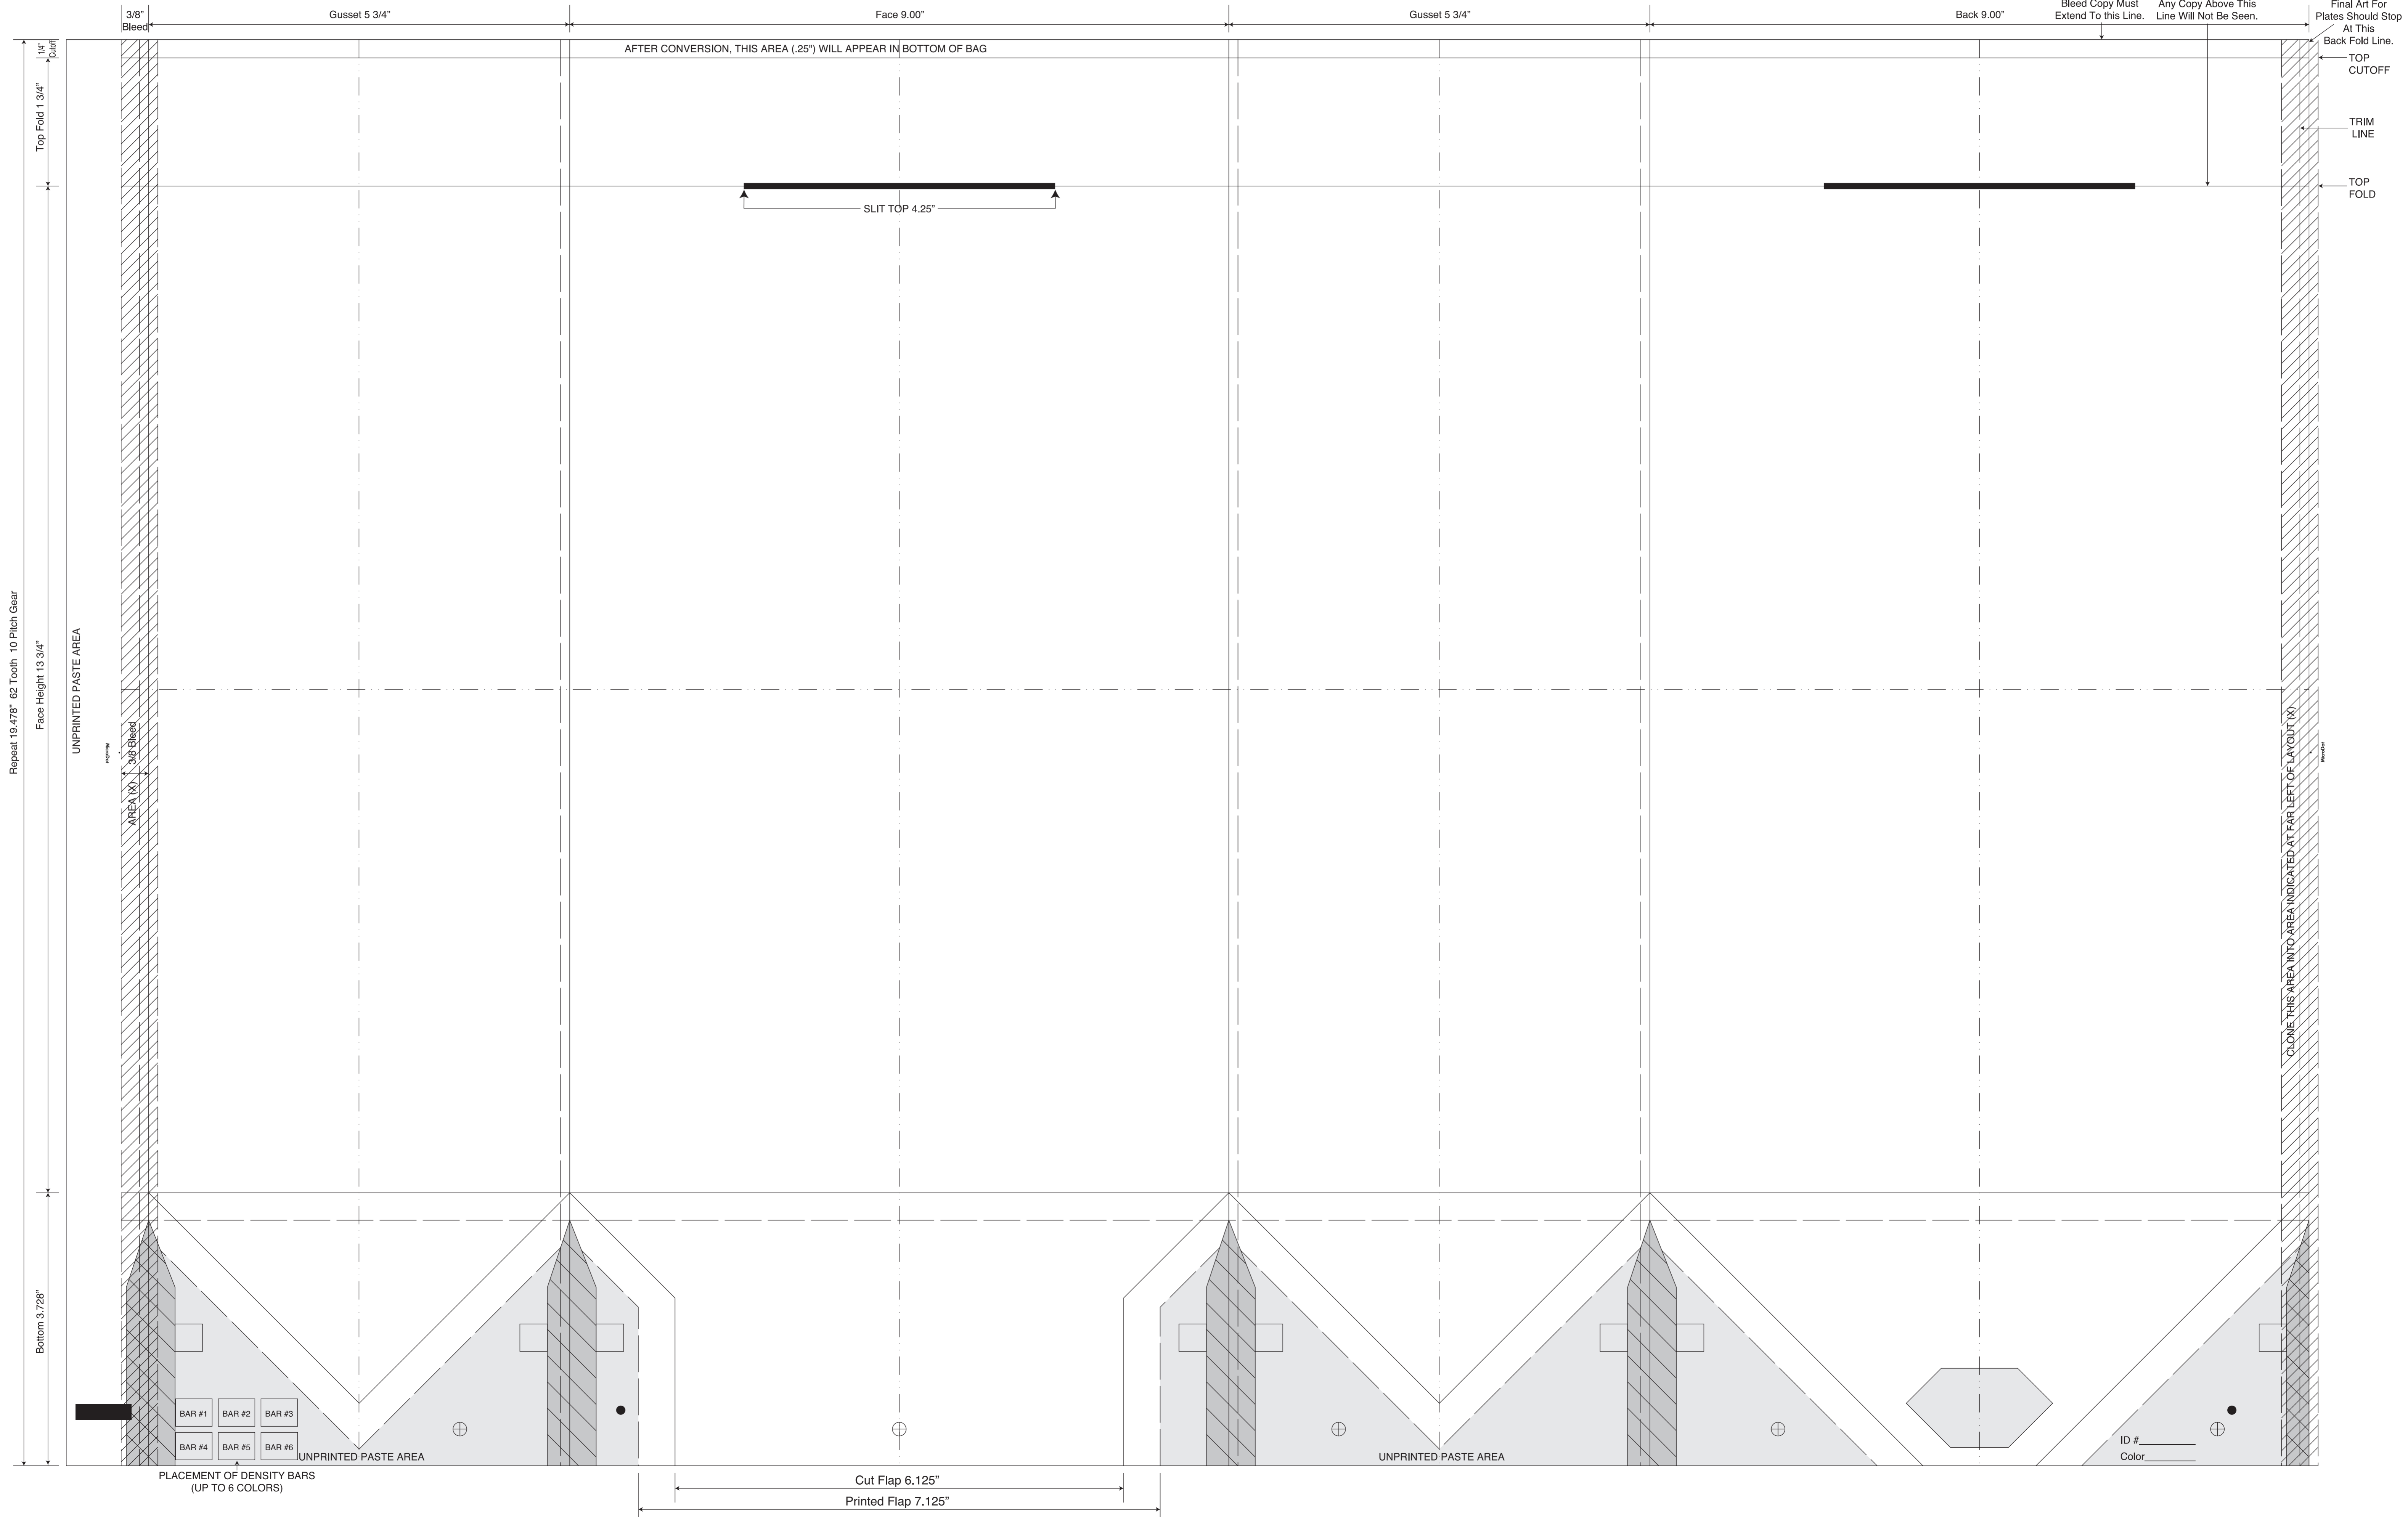 3/8”
Bleed
Gusset 5 3/4”
Face 9.00”
Gusset 5 3/4”
Back 9.00”
Bleed Copy Must
Extend To this Line.
Any Copy Above This
Line Will Not Be Seen.
Final Art For
Plates Should Stop
At This
Back Fold Line.
1/4”
Cutoff
AFTER CONVERSION, THIS AREA (.25") WILL APPEAR IN BOTTOM OF BAG
TOP
CUTOFF
Top Fold 1 3/4”
TRIM
LINE
TOP
FOLD
SLIT TOP 4.25”
Repeat 19.478” 62 Tooth 10 Pitch Gear
Face Height 13 3/4”
UNPRINTED PASTE AREA
MicroDot
AREA (X) 3/8 Bleed
CLONE THIS AREA INTO AREA INDICATED AT FAR LEFT OF LAYOUT (X)
MicroDot
Bottom 3.728”
BAR #1
BAR #2
BAR #3
BAR #4
BAR #5
BAR #6
UNPRINTED PASTE AREA
UNPRINTED PASTE AREA
ID #__________
Color_________
PLACEMENT OF DENSITY BARS
(UP TO 6 COLORS)
Cut Flap 6.125”
Printed Flap 7.125”